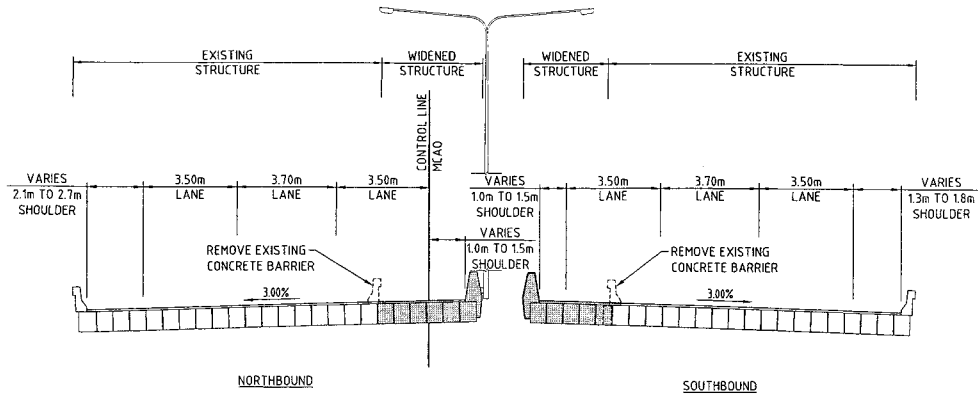 EXISTING
STRUCTURE
WIDENED
STRUCTURE
WIDENED
STRUCTURE
EXISTING
STRUCTURE
CONTROL LINE
MCAO
VARIES
2.1m TO 2.7m
SHOULDER
3.50m
LANE
3.70m
LANE
3.50m
LANE
VARIES
1.0m TO 1.5m
SHOULDER
3.50m
LANE
3.70m
LANE
3.50m
LANE
VARIES
1.3m TO 1.8m
SHOULDER
VARIES
1.0m TO 1.5m
SHOULDER
REMOVE EXISTING
CONCRETE BARRIER
REMOVE EXISTING
CONCRETE BARRIER
3.00%
3.00%
NORTHBOUND
SOUTHBOUND